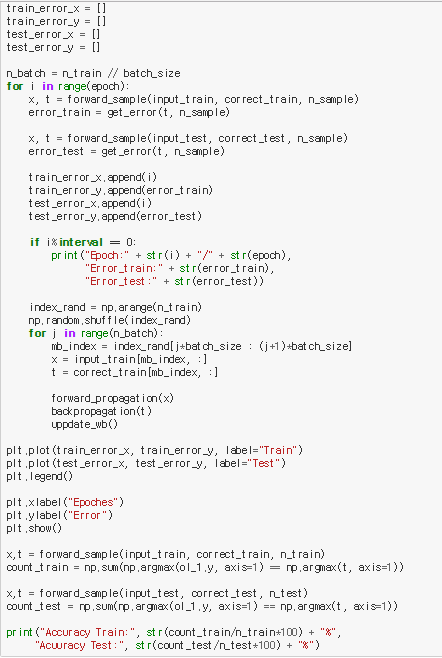 train_error_x = []
train_error_y = []
test_error_x = []
test_error_y = []

n_batch = n_train // batch_size
for i in range(epoch):
    x, t = forward_sample(input_train, correct_train, n_sample)
    error_train = get_error(t, n_sample)

    x, t = forward_sample(input_test, correct_test, n_sample)
    error_test = get_error(t, n_sample)

    train_error_x.append(i)
    train_error_y.append(error_train)
    test_error_x.append(i)
    test_error_y.append(error_test)

    if i%interval == 0:
        print("Epoch:" + str(i) + "/" + str(epoch),
              "Error_train:" + str(error_train),
              "Error_test:" + str(error_test))

    index_rand = np.arange(n_train)
    np.random.shuffle(index_rand)
    for j in range(n_batch):
        mb_index = index_rand[j*batch_size : (j+1)*batch_size]
        x = input_train[mb_index, :]
        t = correct_train[mb_index, :]

        forward_propagation(x)
        backpropagation(t)
        uppdate_wb()

plt.plot(train_error_x, train_error_y, label="Train")
plt.plot(test_error_x, test_error_y, label="Test")
plt.legend()

plt.xlabel("Epoches")
plt.ylabel("Error")
plt.show()

x,t = forward_sample(input_train, correct_train, n_train)
count_train = np.sum(np.argmax(ol_1.y, axis=1) == np.argmax(t, axis=1))

x,t = forward_sample(input_test, correct_test, n_test)
count_test = np.sum(np.argmax(ol_1.y, axis=1) == np.argmax(t, axis=1))

print("Accuracy Train:", str(count_train/n_train*100) + "%",
      "Acuuracy Test:", str(count_test/n_test*100) + "%")